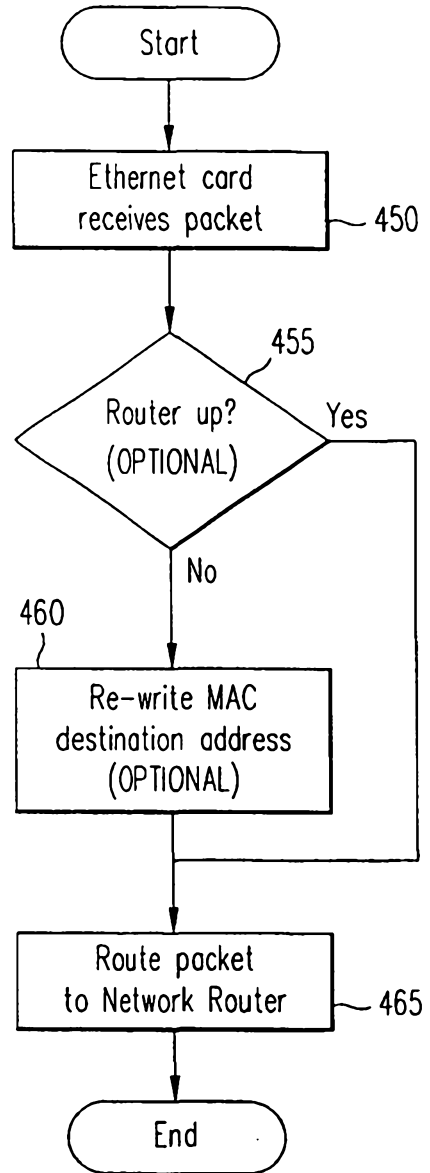 Start
Ethernet card
receives packet
450
455
Router up?
(OPTIONAL)
Yes
No
460
Re-write MAC
destination address
(OPTIONAL)
Route packet
to Network Router
465
End